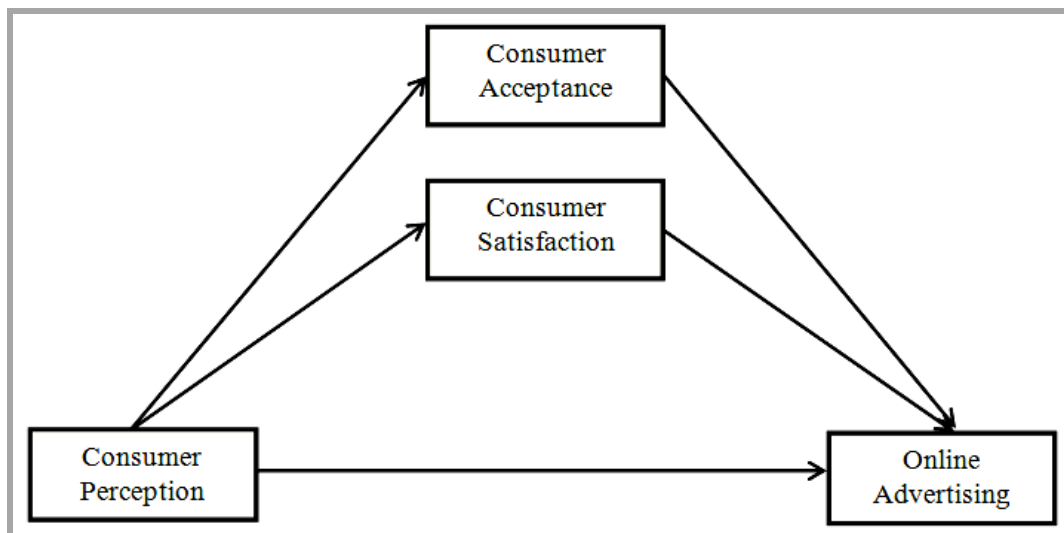 Consumer
Acceptance
Consumer
Satisfaction
Consumer
Perception
Online
Advertising